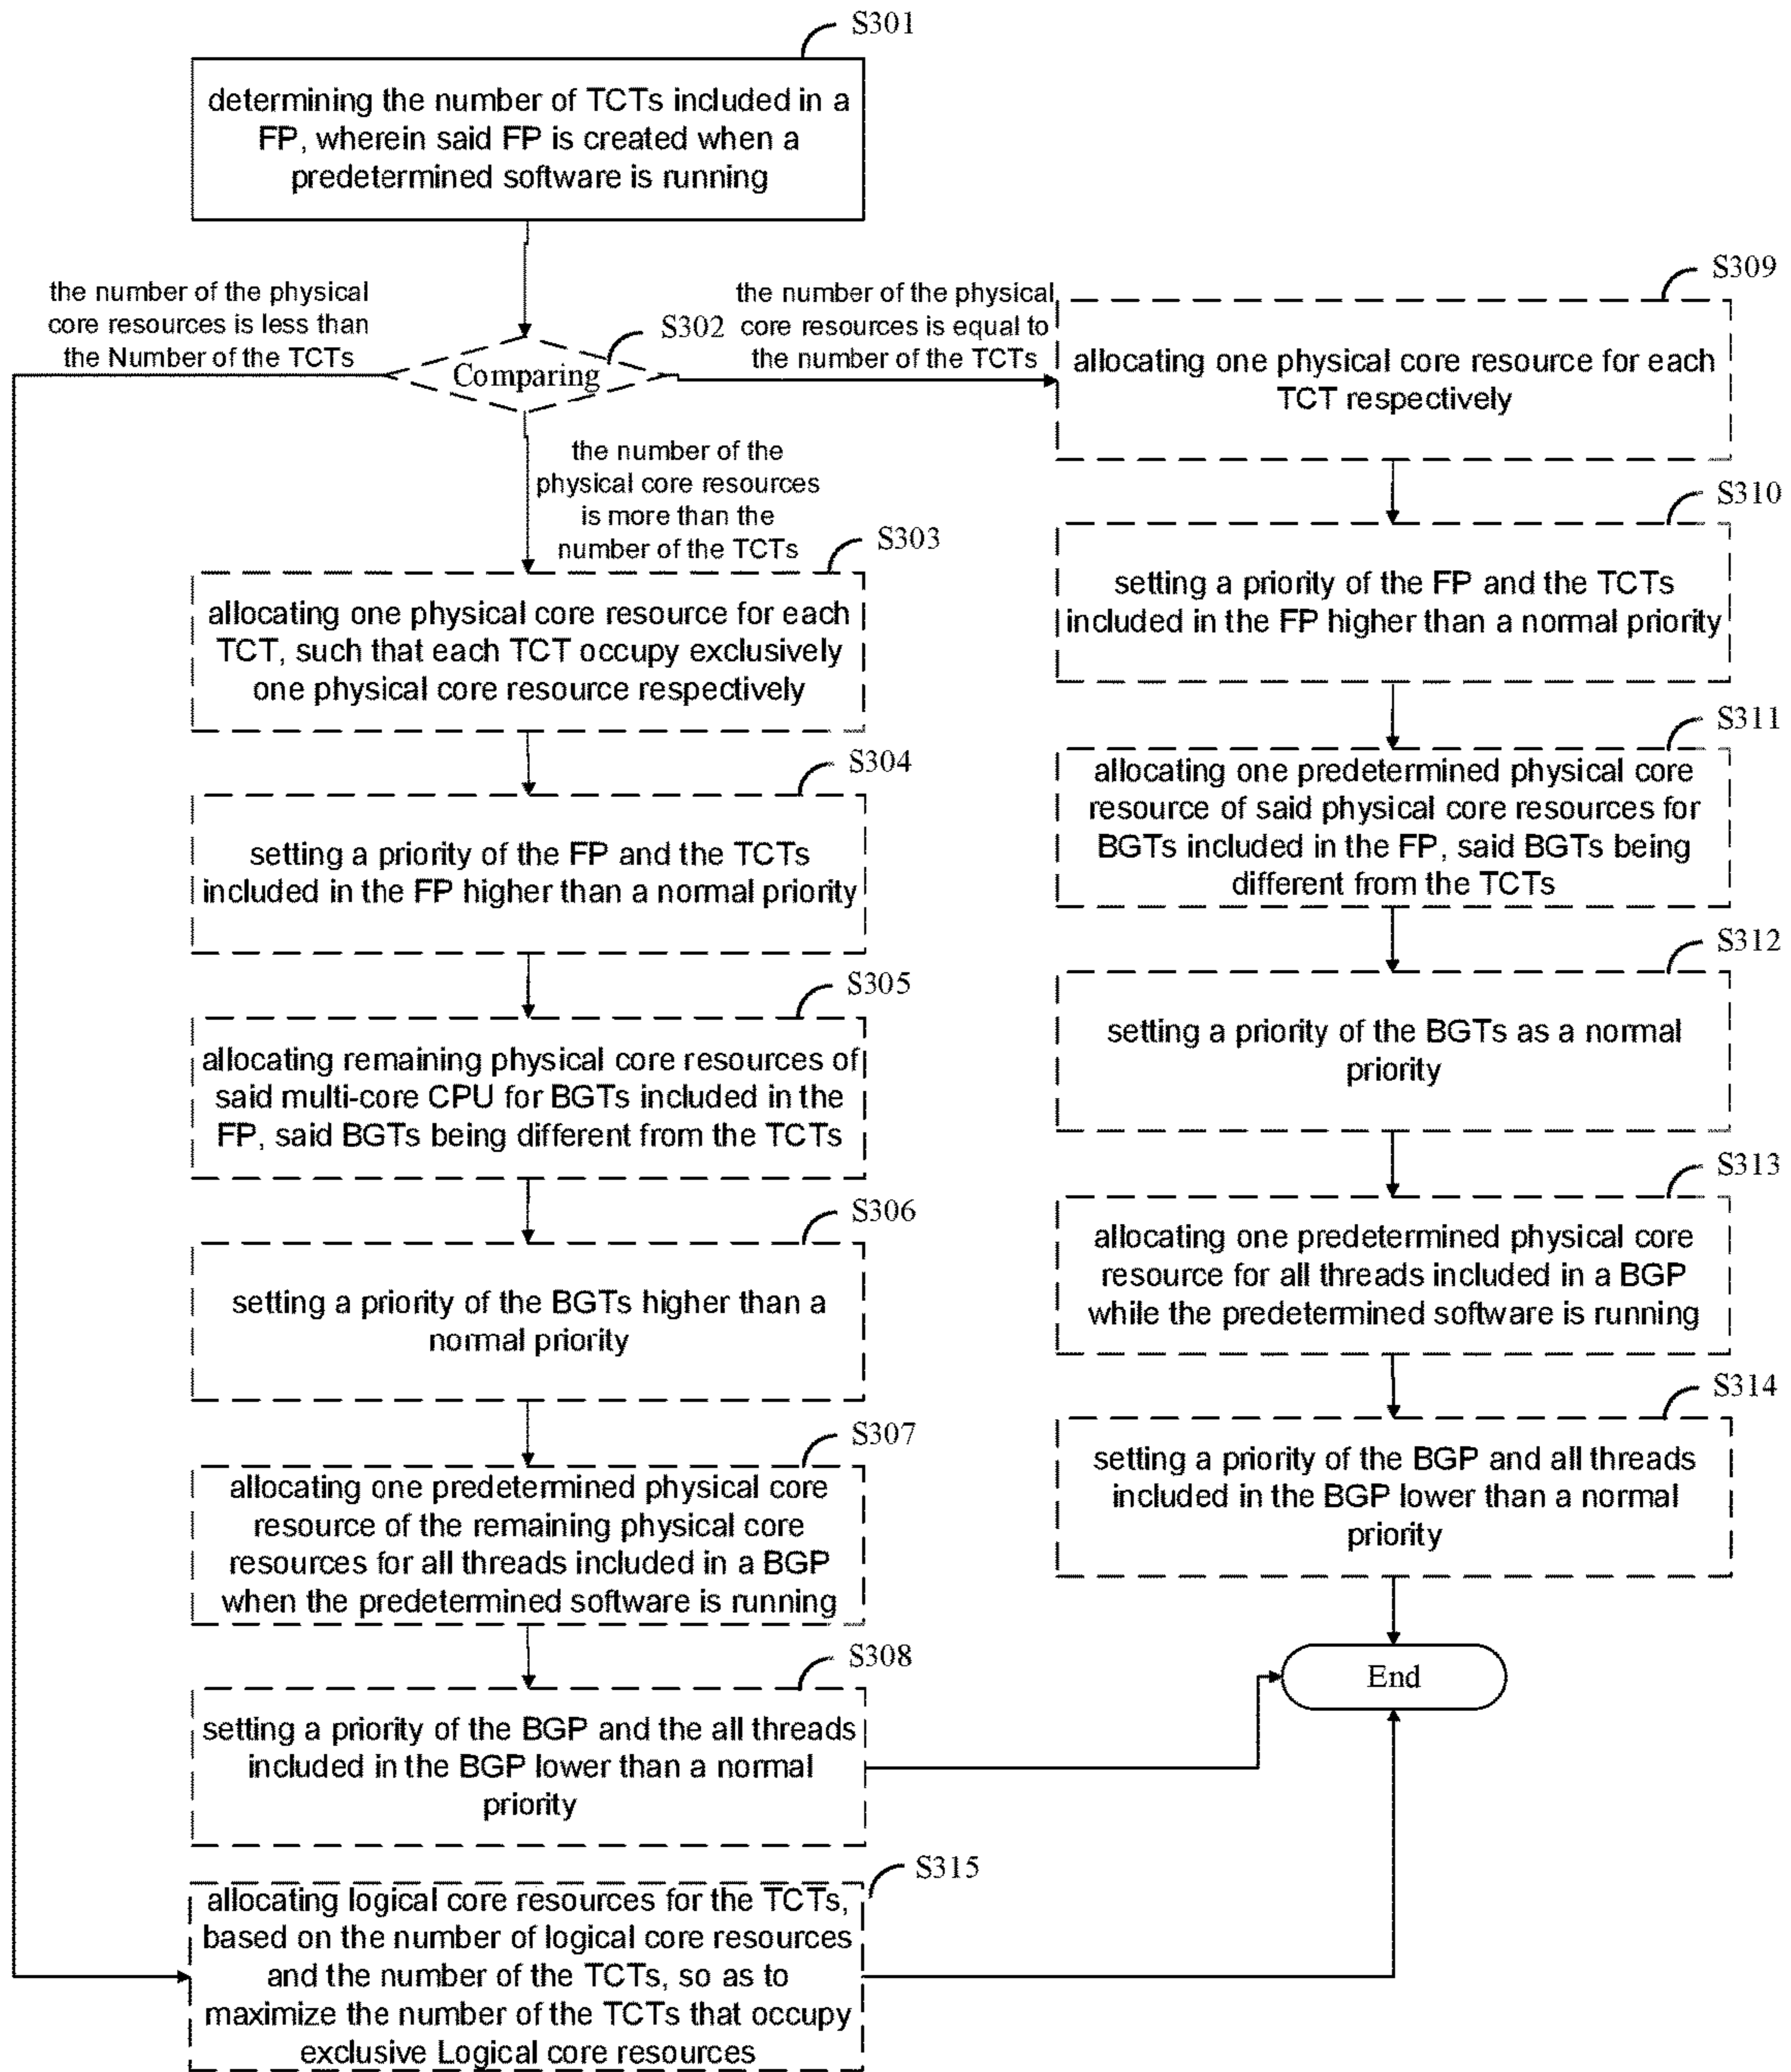 S301
determining the number of TCTs included in a
FP, wherein said FP is created when a
predetermined software is running
the number of the physical
core resources is less than
the Number of the TCTs
S302
Comparing
the number of the physical
core resources is equal to
the number of the TCTs
the number of the
physical core resources
is more than the
number of the TCTs
S303
allocating one physical core resource for each
TCT, such that each TCT occupy exclusively
one physical core resource respectively
S304
setting a priority of the FP and the TCTs
included in the FP higher than a normal priority
S305
allocating remaining physical core resources of
said multi-core CPU for BGTs included in the
FP, said BGTs being different from the TCTs
S306
setting a priority of the BGTs higher than a
normal priority
S307
allocating one predetermined physical core
resource of the remaining physical core
resources for all threads included in a BGP
when the predetermined software is running
S308
setting a priority of the BGP and the all threads
included in the BGP lower than a normal
priority
S309
allocating one physical core resource for each
TCT respectively
S310
setting a priority of the FP and the TCTs
included in the FP higher than a normal priority
S311
allocating one predetermined physical core
resource of said physical core resources for
BGTs included in the FP, said BGTs being
different from the TCTs
S312
setting a priority of the BGTs as a normal
priority
S313
allocating one predetermined physical core
resource for all threads included in a BGP
while the predetermined software is running
S314
setting a priority of the BGP and all threads
included in the BGP lower than a normal
priority
End
S315
allocating logical core resources for the TCTs,
based on the number of logical core resources
and the number of the TCTs, so as to
maximize the number of the TCTs that occupy
exclusive Logical core resources